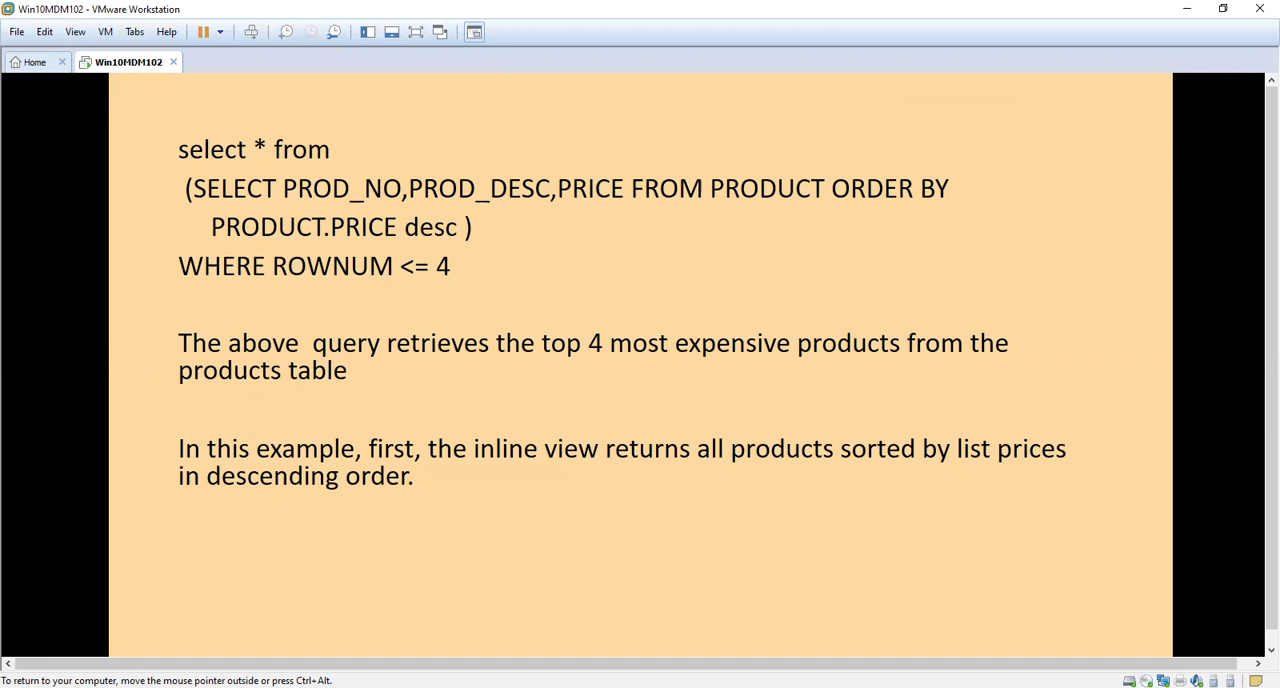 Win10MDM102 - VMware Workstation
File Edit View VM Tabs Help
Home Win10MDM102
select * from
(SELECT PROD_NO,PROD_DESC,PRICE FROM PRODUCT ORDER BY
PRODUCT.PRICE desc )
WHERE ROWNUM <= 4
The above  query retrieves the top 4 most expensive products from the
products table
In this example, first, the inline view returns all products sorted by list prices
in descending order.
To return to your computer, move the mouse pointer outside or press Ctrl+Alt.